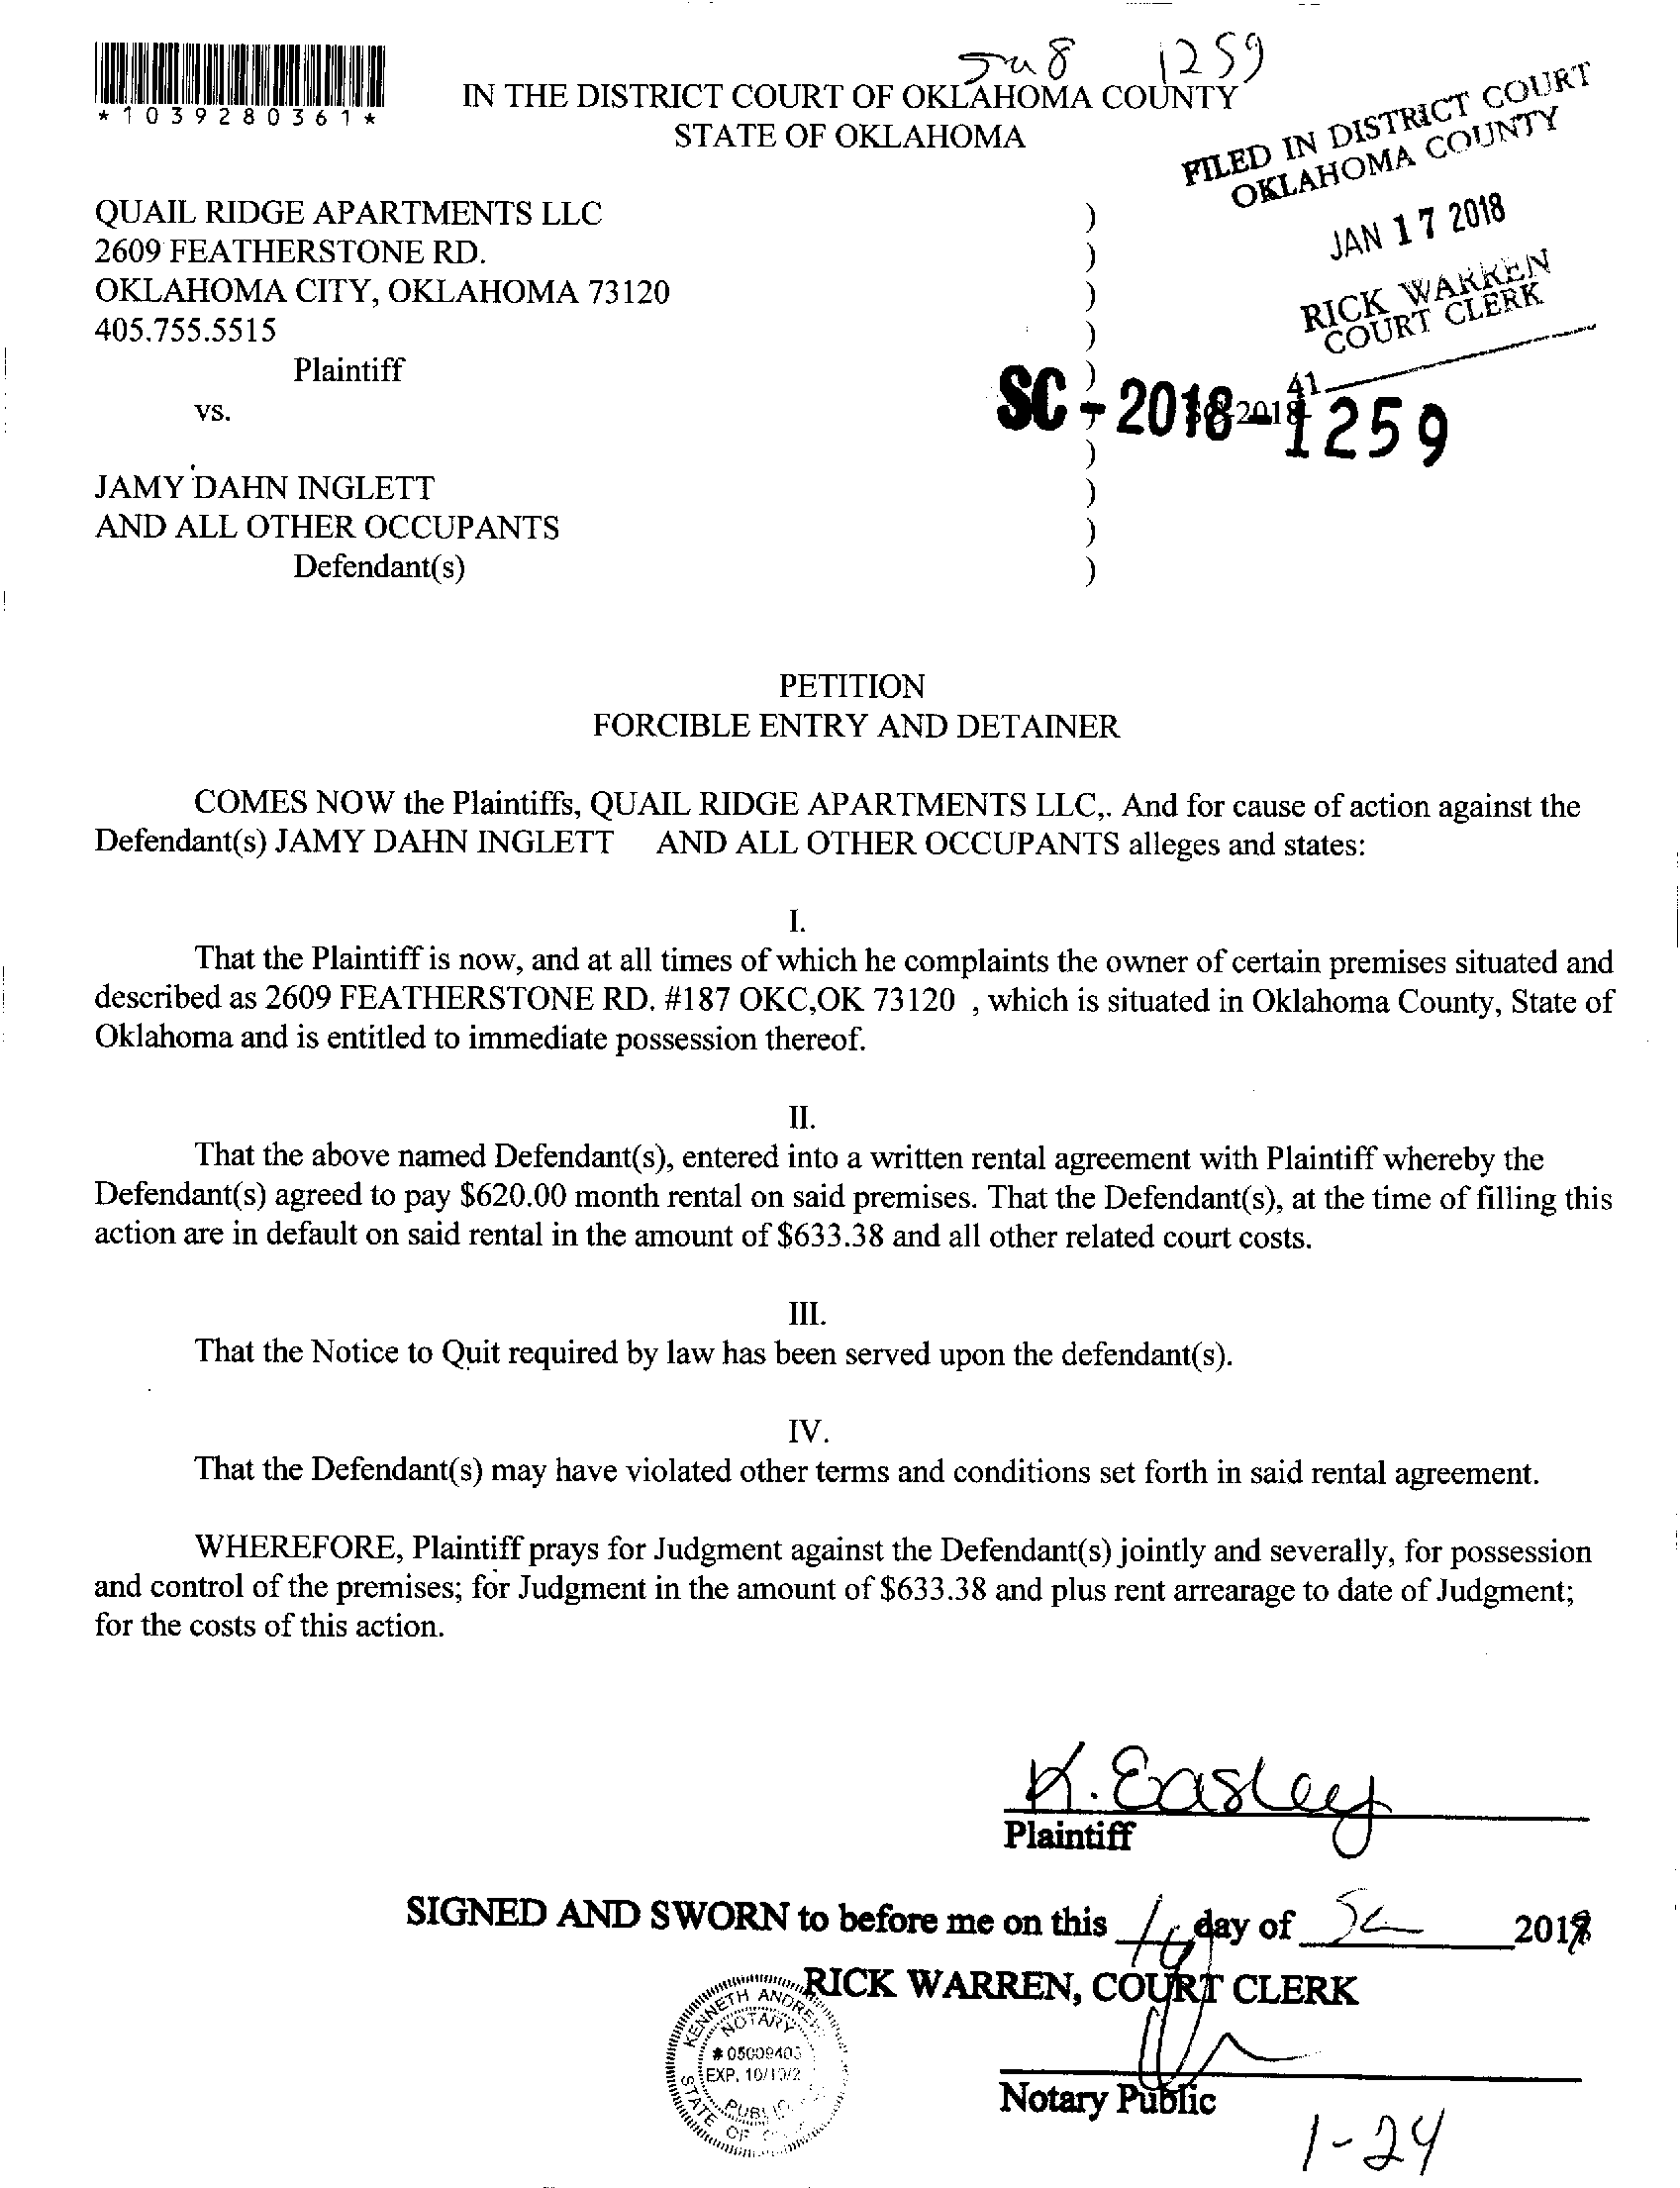 1259
*1039280361*
IN THE DISTRICT COURT OF OKLAHOMA COUNTY
STATE OF OKLAHOMA
FILED IN DISTRICT COURT
OKLAHOMA COUNTY
JAN 17 2018
RICK WARREN
COURT CLERK
41
QUAIL RIDGE APARTMENTS LLC )
2609 FEATHERSTONE RD. )
OKLAHOMA CITY, OKLAHOMA 73120 )
405.755.5515 )
Plaintiff )
vs. )
SC-2018-1259
)
JAMY DAHN INGLETT )
AND ALL OTHER OCCUPANTS )
Defendant(s) )
PETITION
FORCIBLE ENTRY AND DETAINER
COMES NOW the Plaintiffs, QUAIL RIDGE APARTMENTS LLC,. And for cause of action against the
Defendant(s) JAMY DAHN INGLETT AND ALL OTHER OCCUPANTS alleges and states:
I.
That the Plaintiff is now, and at all times of which he complaints the owner of certain premises situated and
described as 2609 FEATHERSTONE RD. #187 OKC,OK 73120 , which is situated in Oklahoma County, State of
Oklahoma and is entitled to immediate possession thereof.
II.
That the above named Defendant(s), entered into a written rental agreement with Plaintiff whereby the
Defendant(s) agreed to pay $620.00 month rental on said premises. That the Defendant(s), at the time of filling this
action are in default on said rental in the amount of $633.38 and all other related court costs.
III.
That the Notice to Quit required by law has been served upon the defendant(s).
IV.
That the Defendant(s) may have violated other terms and conditions set forth in said rental agreement.
WHEREFORE, Plaintiff prays for Judgment against the Defendant(s) jointly and severally, for possession
and control of the premises; for Judgment in the amount of $633.38 and plus rent arrearage to date of Judgment;
for the costs of this action.
K. Easley
Plaintiff
SIGNED AND SWORN to before me on this day of 201
RICK WARREN, COURT CLERK
KENNETH
NOTARY
EXP.
PUBLIC
STATE OF
Notary Public
1-24